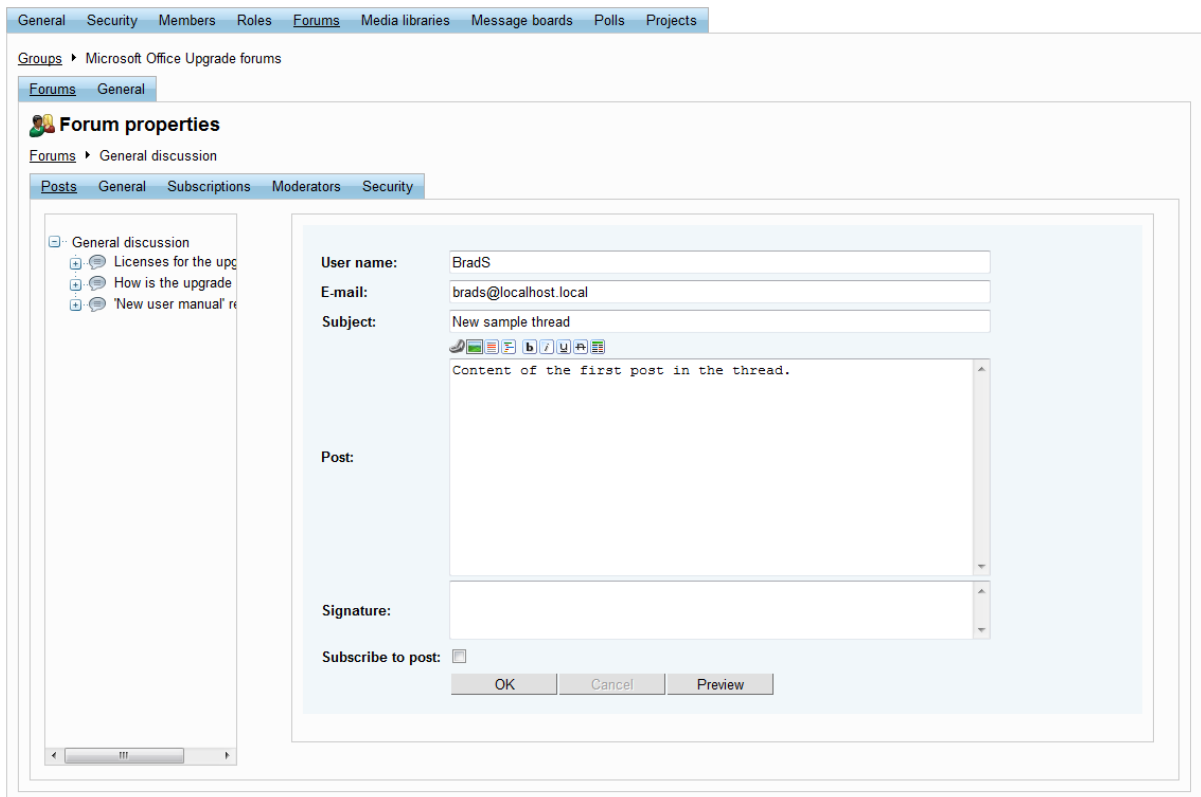 General Security Members Roles Forums Media libraries Message boards Polls Projects
Groups Microsoft Office Upgrade forums
Forums General
Forum properties
Forums General discussion
Posts General Subscriptions Moderators Security
General discussion
Licenses for the upg
How is the upgrade
'New user manual' re
User name: BradS
E-mail: brads@localhost.local
Subject: New sample thread
b i U
Content of the first post in the thread.
Post:
Signature:
Subscribe to post:
OK Cancel Preview